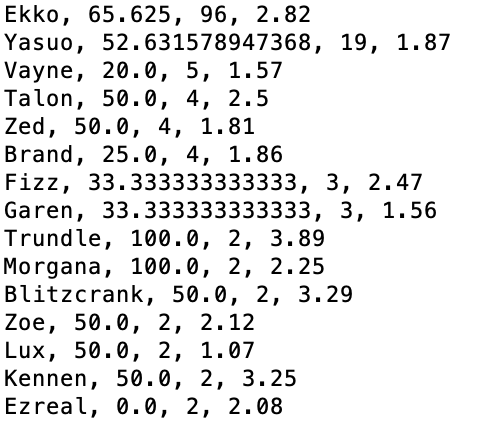 Ekko, 65.625, 96, 2.82
Yasuo, 52.631578947368, 19, 1.87
Vayne, 20.0, 5, 1.57
Talon, 50.0, 4, 2.5
Zed, 50.0, 4, 1.81
Brand, 25.0, 4, 1.86
Fizz, 33.333333333333, 3, 2.47
Garen, 33.333333333333, 3, 1.56
Trundle, 100.0, 2, 3.89
Morgana, 100.0, 2, 2.25
Blitzcrank, 50.0, 2, 3.29
Zoe, 50.0, 2, 2.12
Lux, 50.0, 2, 1.07
Kennen, 50.0, 2, 3.25
Ezreal, 0.0, 2, 2.08